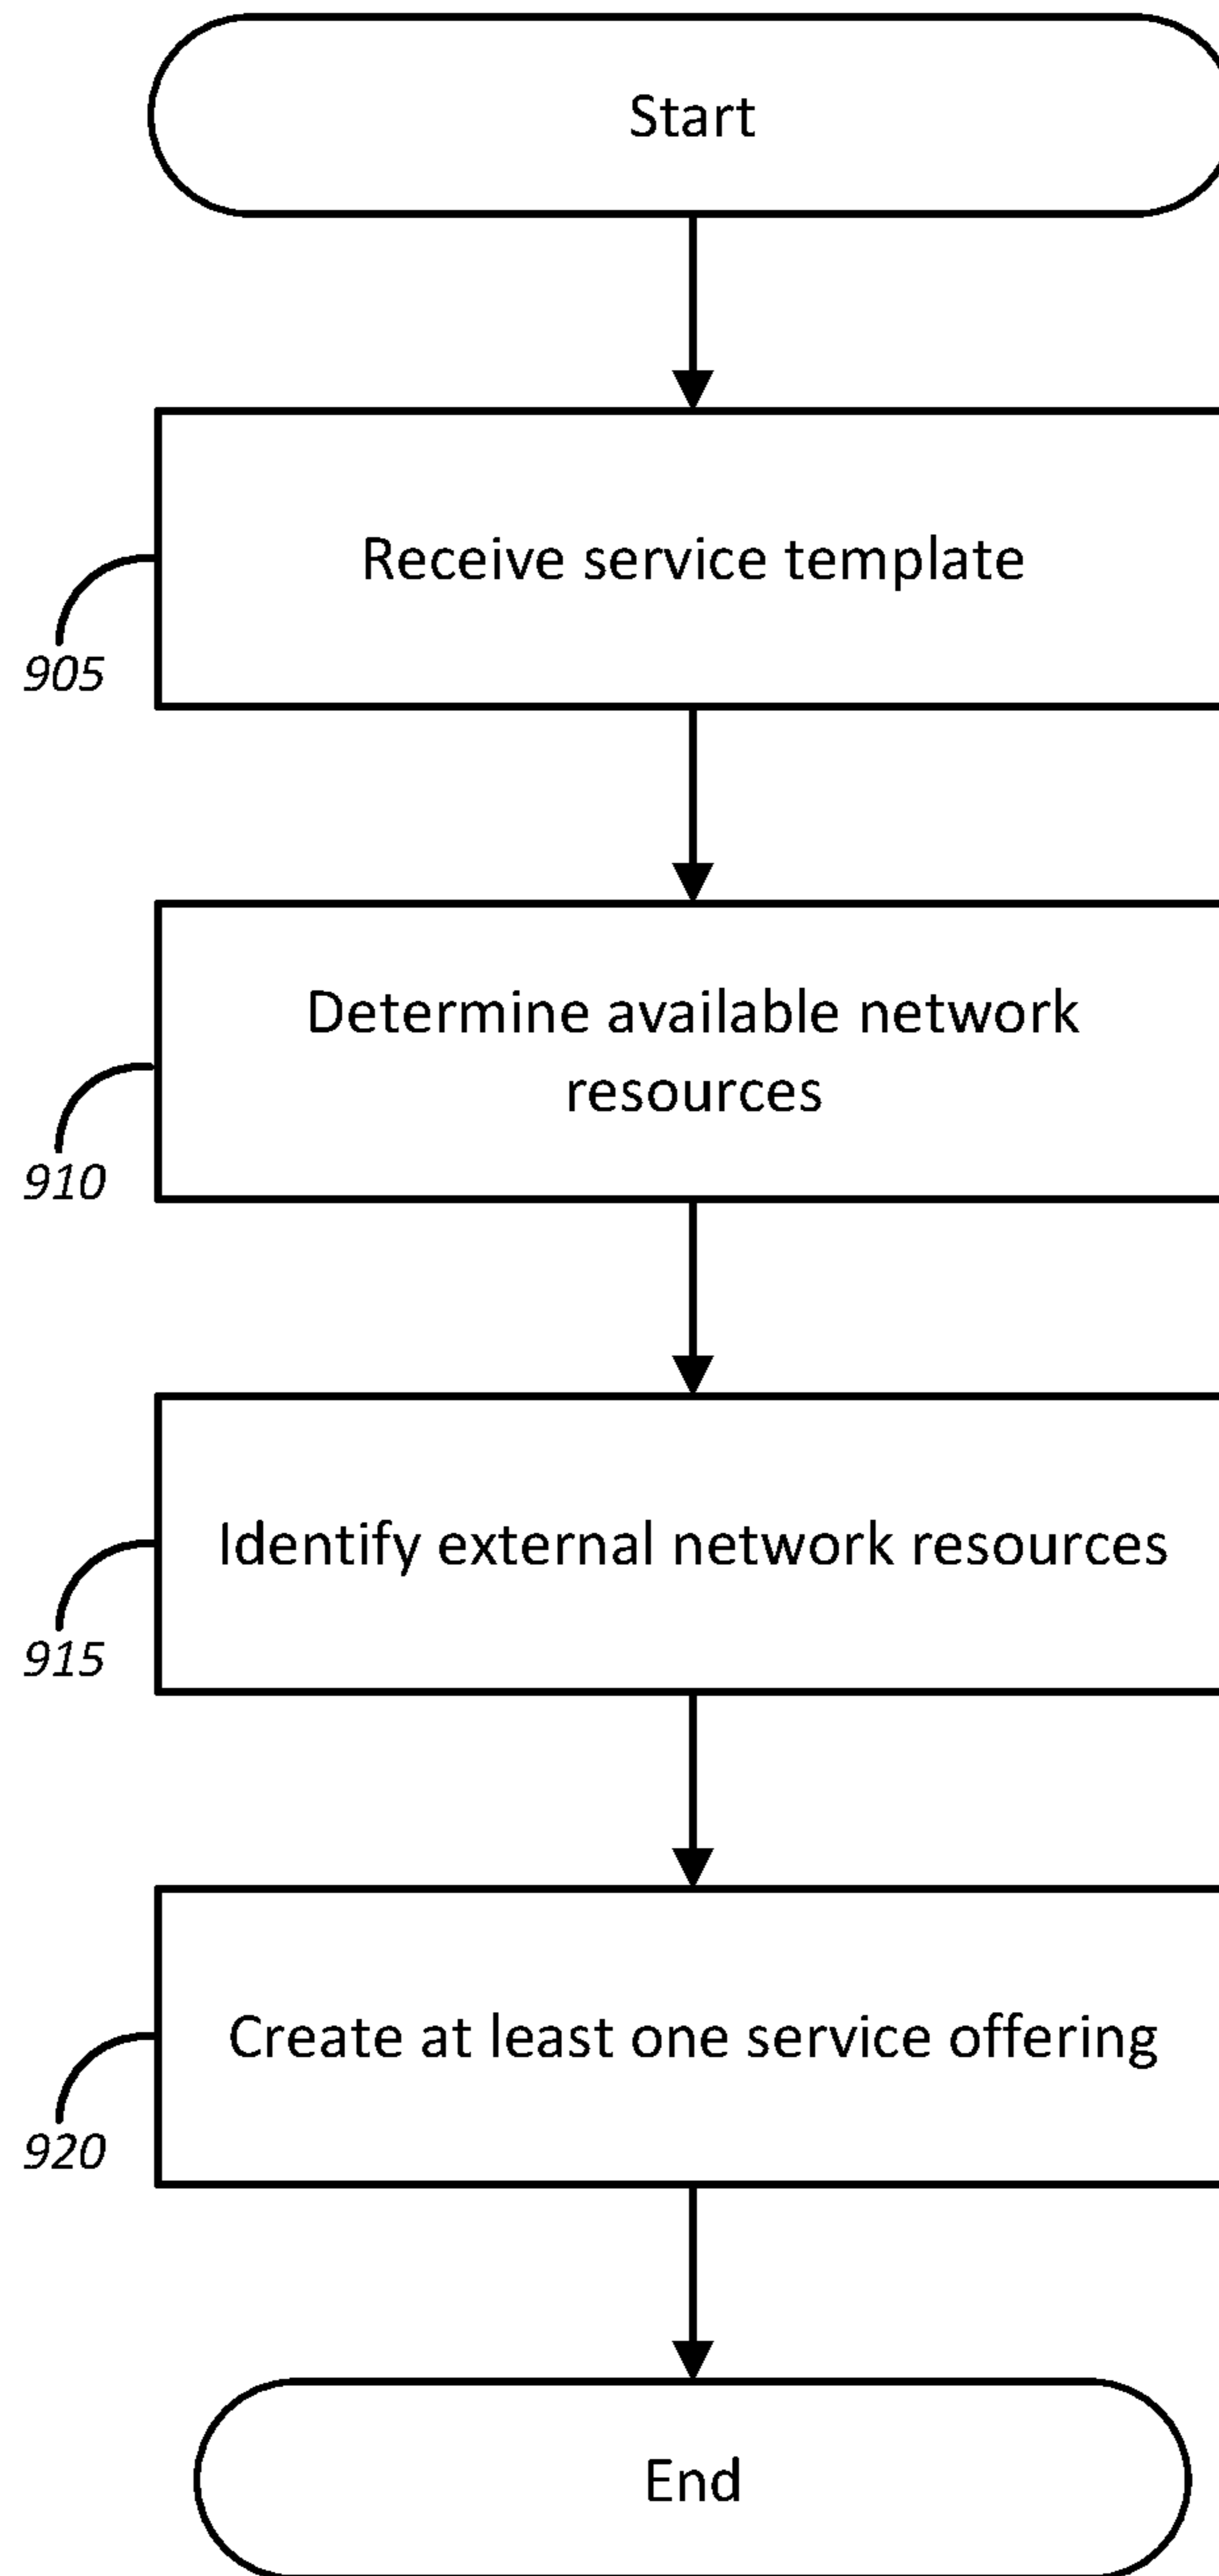 Start
Receive service template
905
Determine available network
resources
910
Identify external network resources
915
Create at least one service offering
920
End